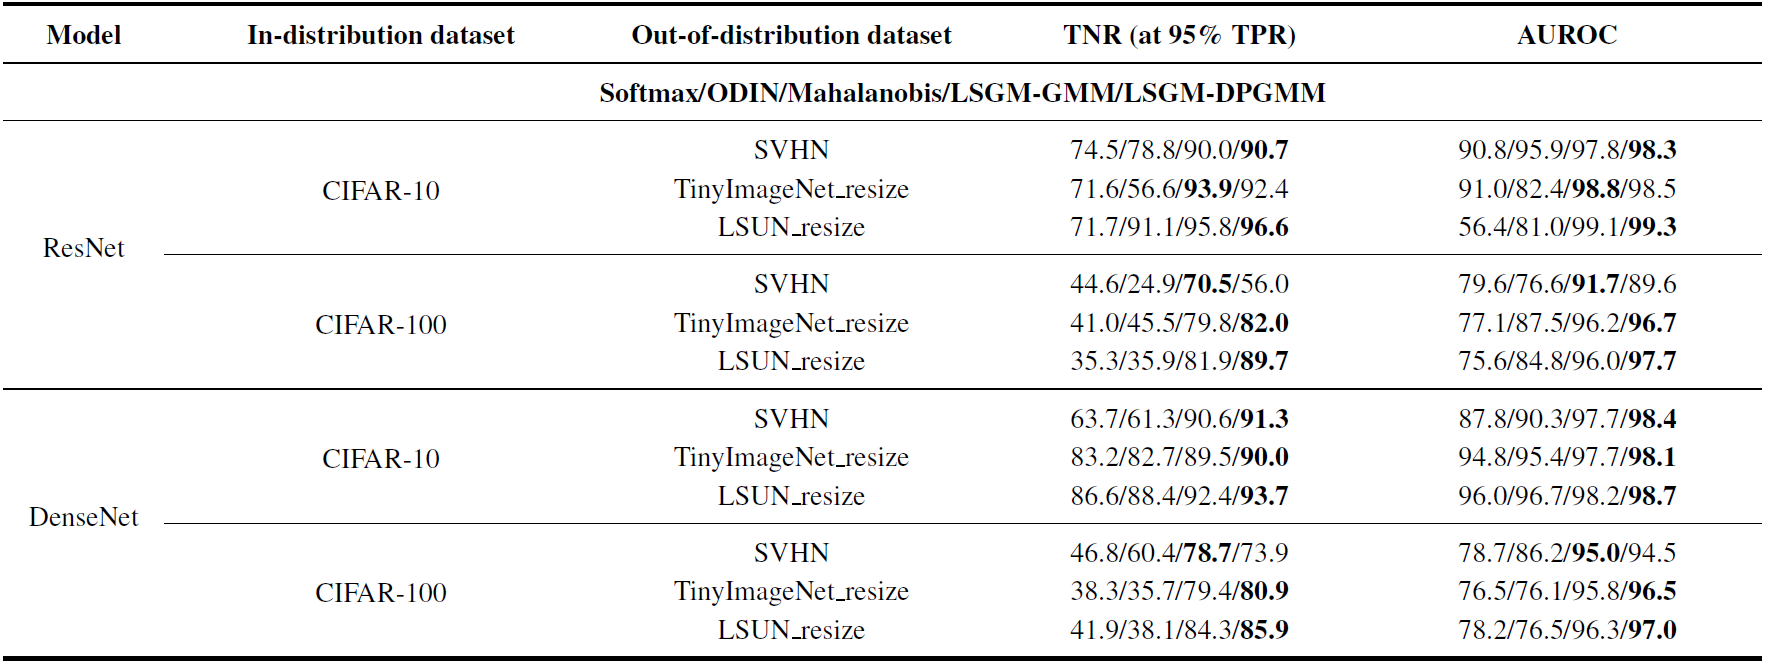 Model In-distribution dataset Out-of-distribution dataset TNR (at 95% TPR) AUROC
Softmax/ODIN/Mahalanobis/LSGM-GMM/LSGM-DPGMM
SVHN 74.5/78.8/90.0/90.7 90.8/95.9/97.8/98.3
CIFAR-10 TinyImageNet_resize 71.6/56.6/93.9/92.4 91.0/82.4/98.8/98.5
LSUN_resize 71.7/91.1/95.8/96.6 56.4/81.0/99.1/99.3
ResNet
SVHN 44.6/24.9/70.5/56.0 79.6/76.6/91.7/89.6
CIFAR-100 TinyImageNet_resize 41.0/45.5/79.8/82.0 77.1/87.5/96.2/96.7
LSUN_resize 35.3/35.9/81.9/89.7 75.6/84.8/96.0/97.7
SVHN 63.7/61.3/90.6/91.3 87.8/90.3/97.7/98.4
CIFAR-10 TinyImageNet_resize 83.2/82.7/89.5/90.0 94.8/95.4/97.7/98.1
LSUN_resize 86.6/88.4/92.4/93.7 96.0/96.7/98.2/98.7
DenseNet
SVHN 46.8/60.4/78.7/73.9 78.7/86.2/95.0/94.5
CIFAR-100 TinyImageNet_resize 38.3/35.7/79.4/80.9 76.5/76.1/95.8/96.5
LSUN_resize 41.9/38.1/84.3/85.9 78.2/76.5/96.3/97.0